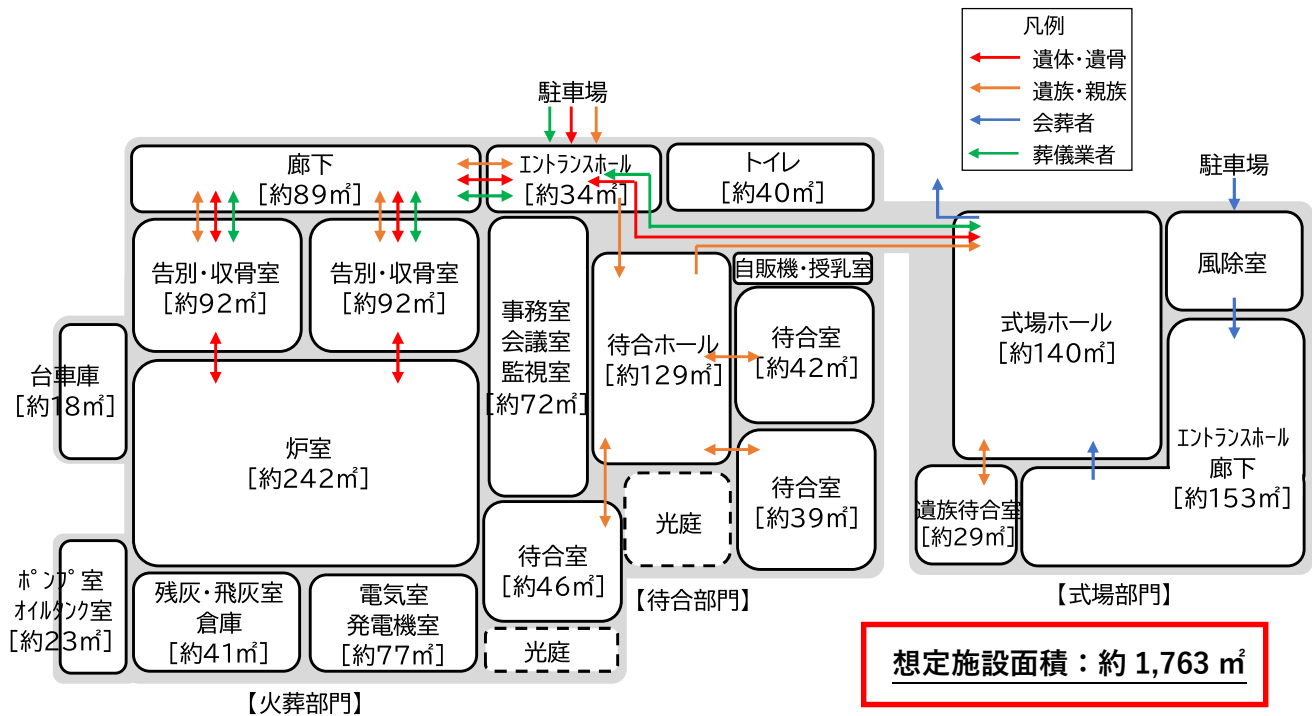 凡例
遺体・遺骨
遺族・親族
会葬者
葬儀業者
駐車場
駐車場
廊下
[約89㎡]
エントランスホール
[約34㎡]
トイレ
[約40㎡]
告別・収骨室
[約92㎡]
告別・収骨室
[約92㎡]
事務室
会議室
監視室
[約72㎡]
待合ホール
[約129㎡]
自販機・授乳室
待合室
[約42㎡]
待合室
[約39㎡]
式場ホール
[約140㎡]
風除室
エントランスホール
廊下
[約153㎡]
遺族待合室
[約29㎡]
台車庫
[約18㎡]
炉室
[約242㎡]
光庭
待合室
[約46㎡]
光庭
ポンプ室
オイルタンク室
[約23㎡]
残灰・飛灰室
倉庫
[約41㎡]
電気室
発電機室
[約77㎡]
【待合部門】
【式場部門】
【火葬部門】
想定施設面積：約 1,763 ㎡